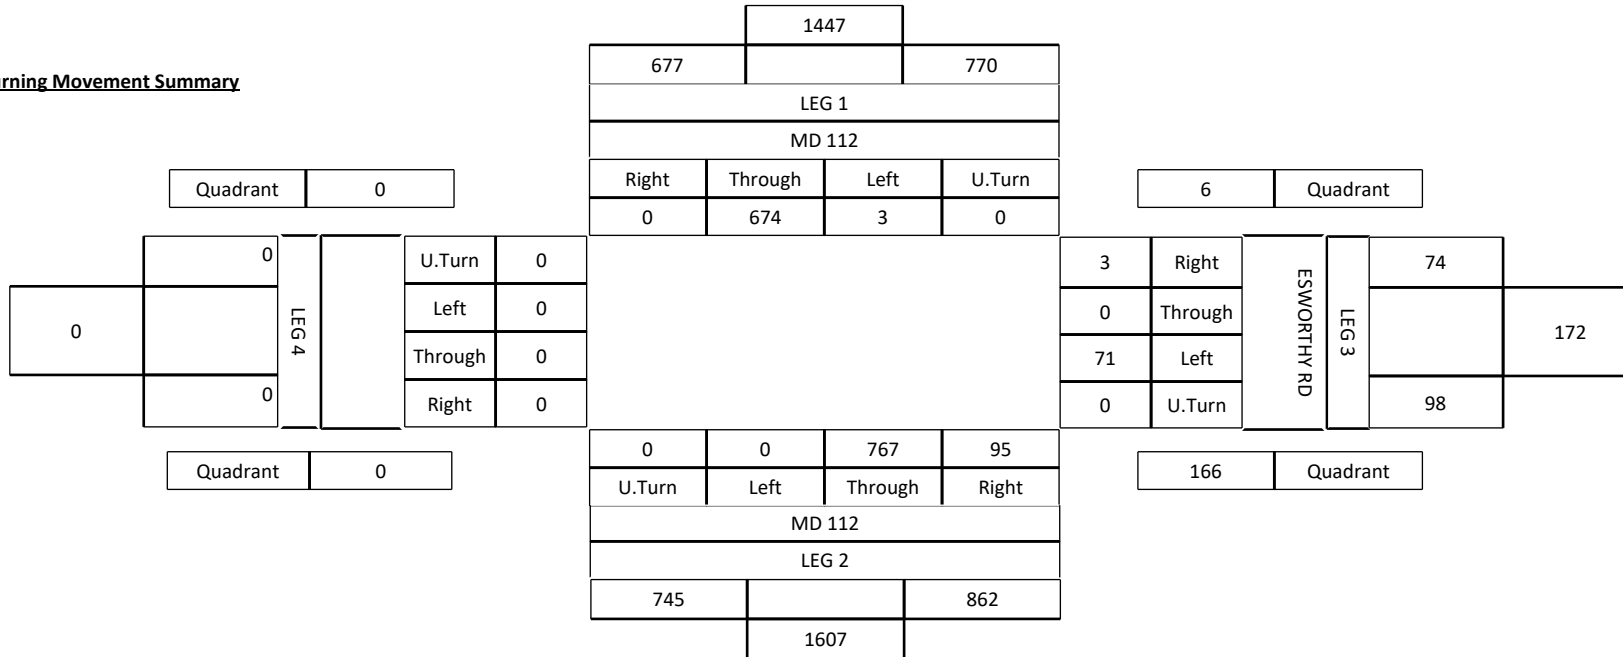 1447
677 770
urning Movement Summary
LEG 1
MD 112
Right Through Left U.Turn
0 674 3 0
Quadrant 0
6 Quadrant
0
0
0
LEG 4
U.Turn 0
Left 0
Through 0
Right 0
3 Right
0 Through
71 Left
0 U.Turn
ESWORTHY RD
LEG 3
74
172
98
Quadrant 0
166 Quadrant
0 0 767 95
U.Turn Left Through Right
MD 112
LEG 2
745 862
1607